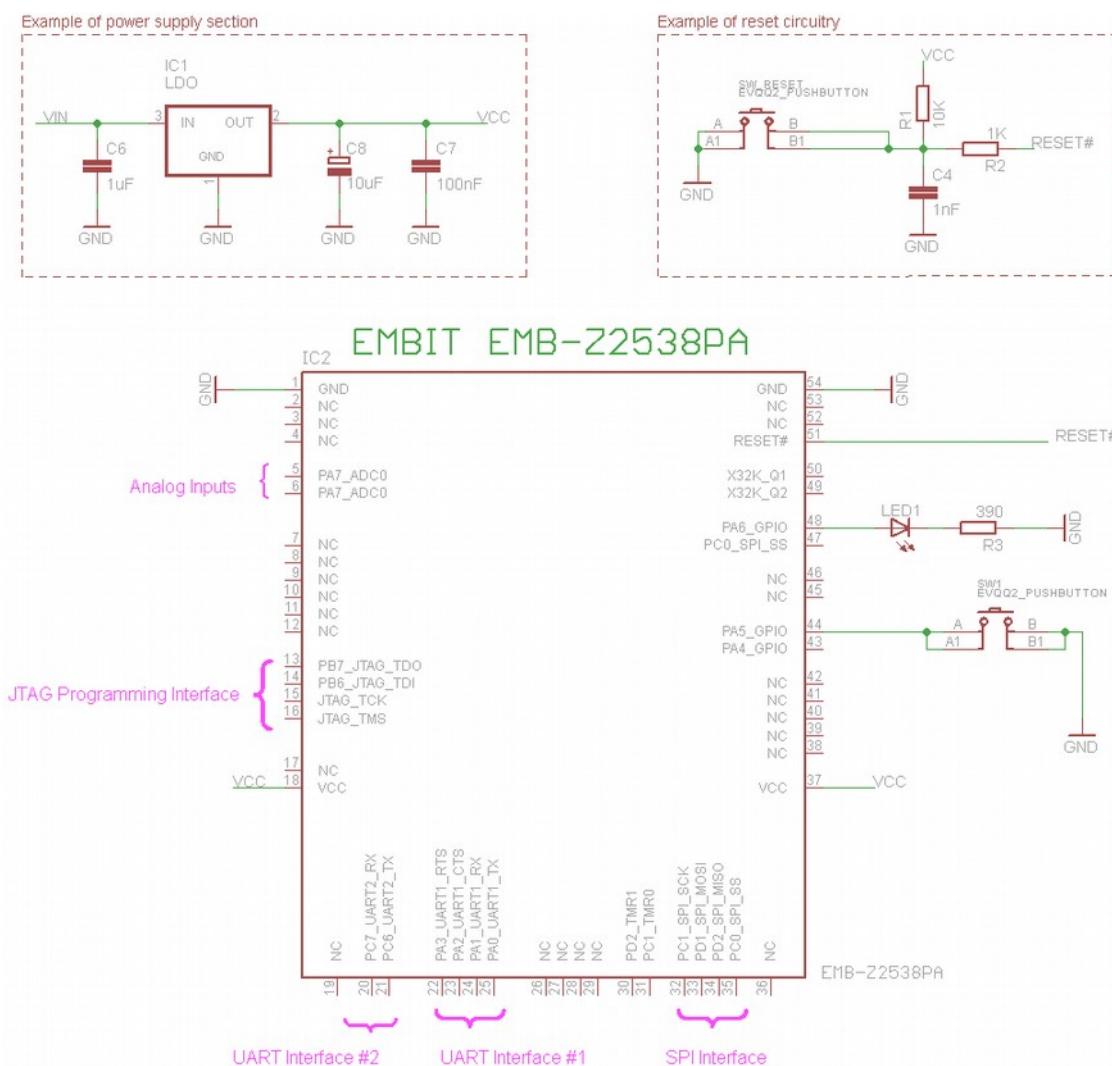 Example of power supply section
IC1
LDO
VIN
3
IN
OUT
2
VCC
GND
1
C6
1uF
C8
+
10uF
C7
100nF
GND
GND
GND
GND
Example of reset circuitry
VCC
SW_RESET
EVQQ2_PUSHBUTTON
R1
10K
A
B
A1
B1
1K
R2
RESET#
C4
1nF
GND
GND
EMBIT EMB-Z2538PA
IC2
GND
1 GND
2 NC
3 NC
4 NC
Analog Inputs
5 PA7_ADC0
6 PA7_ADC0
7 NC
8 NC
9 NC
10 NC
11 NC
12 NC
JTAG Programming Interface
13 PB7_JTAG_TDO
14 PB6_JTAG_TDI
15 JTAG_TCK
16 JTAG_TMS
17 NC
VCC 18 VCC
GND 54 GND
NC 53
NC 52
RESET# 51 RESET#
X32K_Q1 50
X32K_Q2 49
PA6_GPIO 48
LED1
390
R3
GND
PC0_SPI_SS 47
NC 46
NC 45
SW1
EVQQ2_PUSHBUTTON
PA5_GPIO 44
A
B
A1
B1
PA4_GPIO 43
NC 42
NC 41
NC 40
NC 39
NC 38
GND
VCC 37 VCC
NC 19
PC7_UART2_RX 20
PC6_UART2_TX 21
PA3_UART1_RTS 22
PA2_UART1_CTS 23
PA1_UART1_RX 24
PA0_UART1_TX 25
NC 26
NC 27
NC 28
NC 29
PD2_TMR1 30
PC1_TMR0 31
PC1_SPI_SCK 32
PD1_SPI_MOSI 33
PD2_SPI_MISO 34
PC0_SPI_SS 35
NC 36
EMB-Z2538PA
UART Interface #2
UART Interface #1
SPI Interface